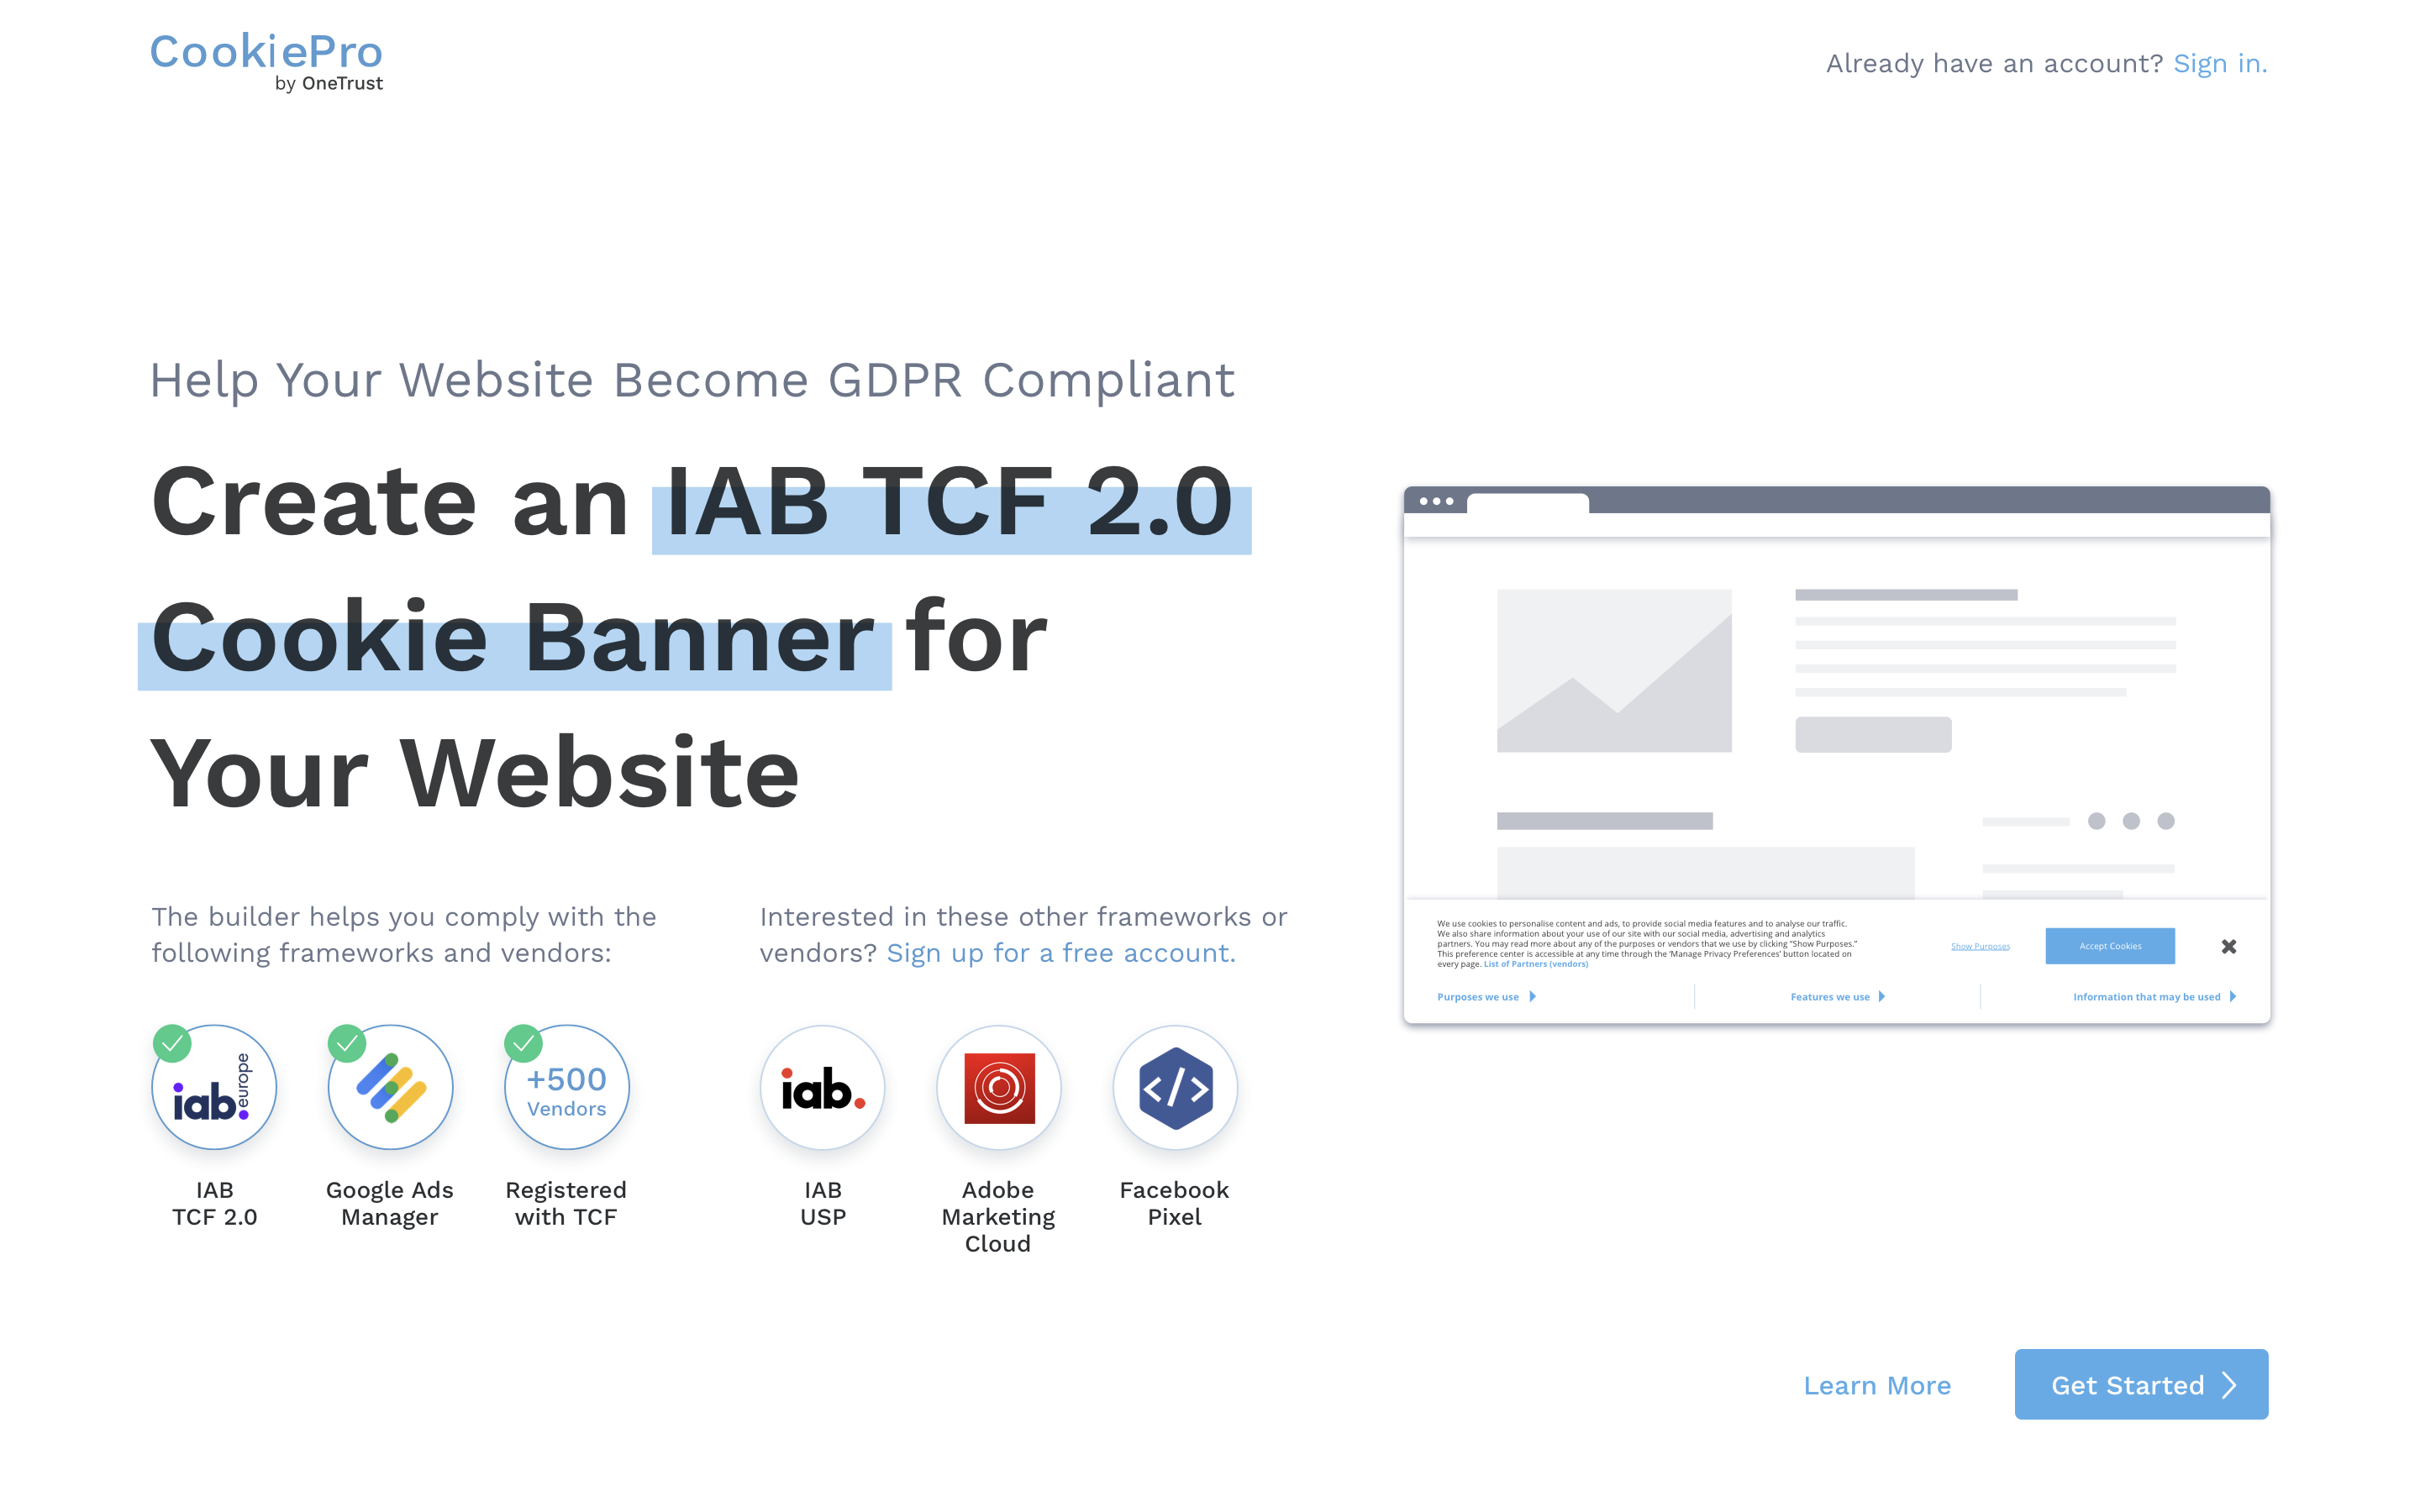 CookiePro
by OneTrust
Already have an account? Sign in.
Help Your Website Become GDPR Compliant
Create an IAB TCF 2.0
Cookie Banner for
Your Website
The builder helps you comply with the
following frameworks and vendors:
iab.
europe
+500
Vendors
IAB
TCF 2.0
Google Ads
Manager
Registered
with TCF
Interested in these other frameworks or
vendors? Sign up for a free account.
iab.
</>
IAB
USP
Adobe
Marketing
Cloud
Facebook
Pixel
We use cookies to personalise content and ads, to provide social media features and to analyse our traffic.
We also share information about your use of our site with our social media, advertising and analytics
partners. You may read more about any of the purposes or vendors that we use by clicking “Show Purposes.”
This preference center is accessible at any time through the ‘Manage Privacy Preferences’ button located on
every page. List of Partners (vendors)
Show Purposes
Accept Cookies
Purposes we use
Features we use
Information that may be used
Learn More
Get Started